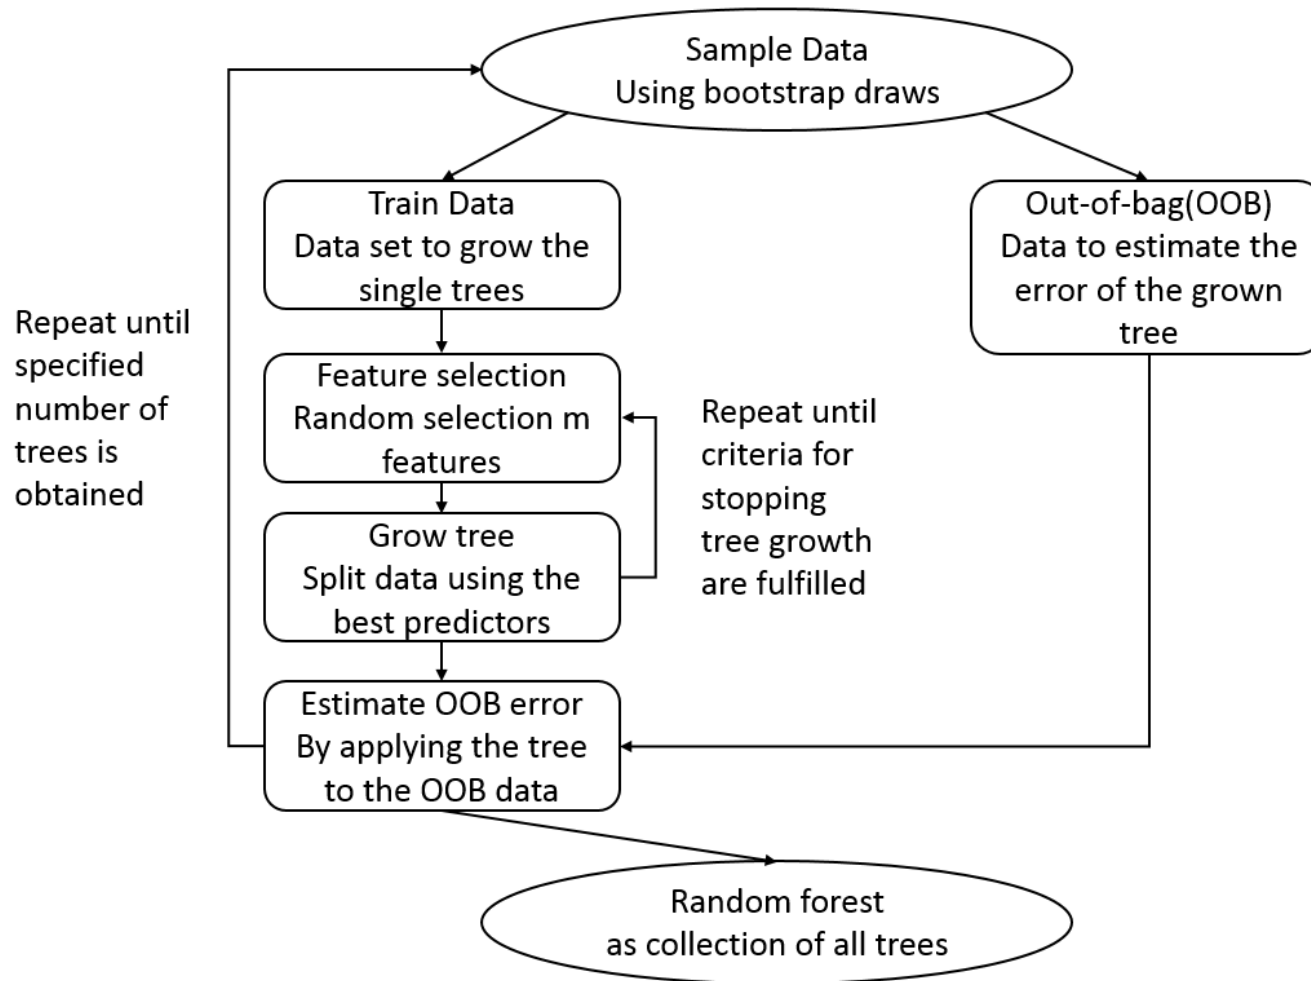 Sample Data
Using bootstrap draws
Train Data
Data set to grow the
single trees
Out-of-bag(OOB)
Data to estimate the
error of the grown
tree
Repeat until
specified
number of
trees is
obtained
Feature selection
Random selection m
features
Repeat until
criteria for
stopping
tree growth
are fulfilled
Grow tree
Split data using the
best predictors
Estimate OOB error
By applying the tree
to the OOB data
Random forest
as collection of all trees